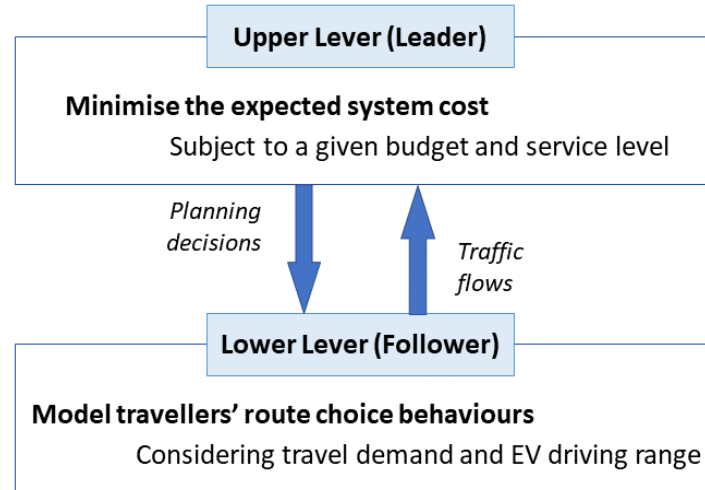 Upper Lever (Leader)
Minimise the expected system cost
Subject to a given budget and service level
Planning
decisions
Traffic
flows
Lower Lever (Follower)
Model travellers’ route choice behaviours
Considering travel demand and EV driving range